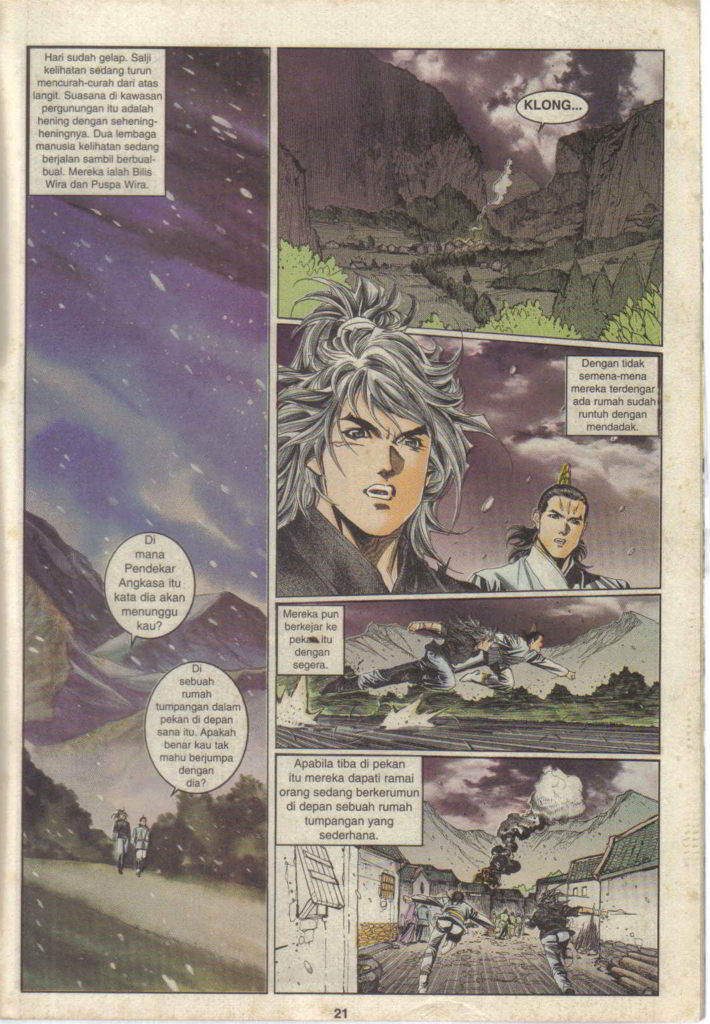 Hari sudah gelap. Salji
kelihatan sedang turun
mencurah-curah dari atas
langit. Suasana di kawasan
pergunungan itu adalah
hening dengan sehening-
heningnya. Dua lembaga
manusia kelihatan sedang
berjalan sambil berbual-
bual. Mereka ialah Bilis
Wira dan Puspa Wira.
Di
mana
Pendekar
Angkasa itu
kata dia akan
menunggu
kau?
Di
sebuah
rumah
tumpangan dalam
pekan di depan
sana itu. Apakah
benar kau tak
mahu berjumpa
dengan
dia?
KLONG...
Dengan tidak
semena-mena
mereka terdengar
ada rumah sudah
runtuh dengan
mendadak.
Mereka pun
berkejar ke
pekan itu
dengan
segera.
Apabila tiba di pekan
itu mereka dapati ramai
orang sedang berkerumun
di depan sebuah rumah
tumpangan yang
sederhana.
21